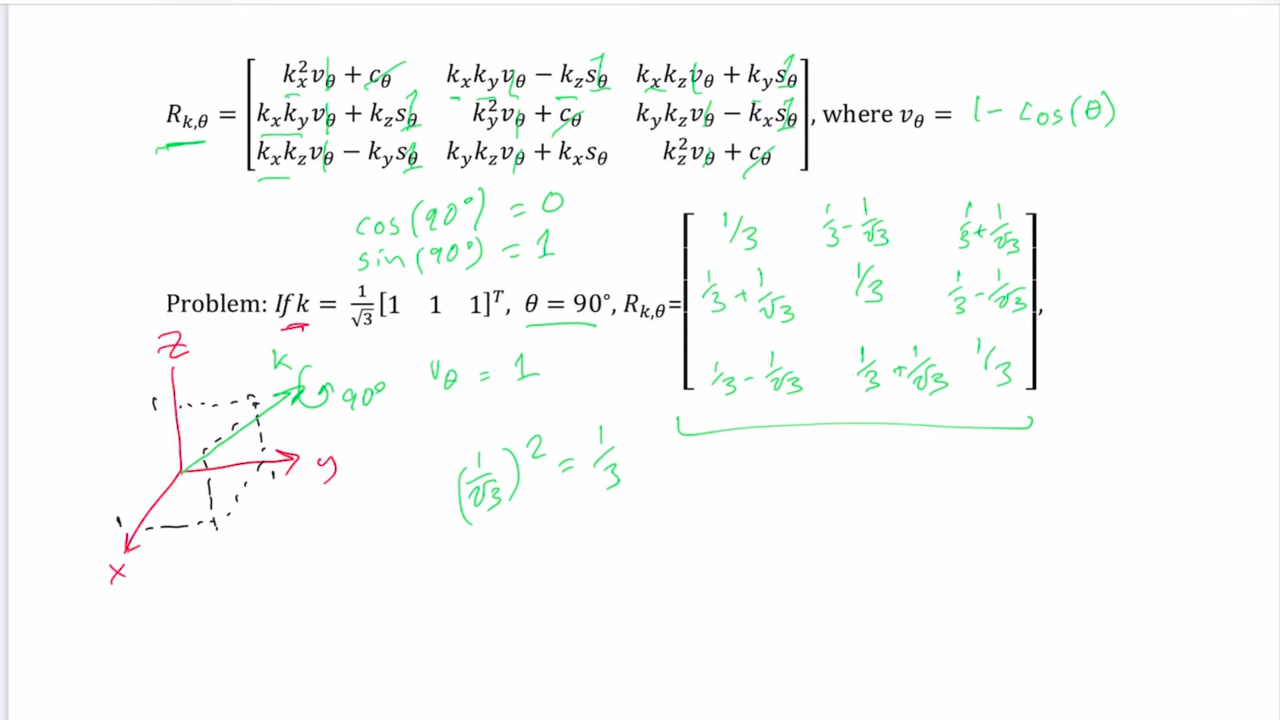 R_{k,θ} = [ k_x^2 v_θ + c_θ    k_x k_y v_θ − k_z s_θ    k_x k_z v_θ + k_y s_θ ]
[ k_x k_y v_θ + k_z s_θ    k_y^2 v_θ + c_θ    k_y k_z v_θ − k_x s_θ ], where v_θ = 1 − cos(θ)
[ k_x k_z v_θ − k_y s_θ    k_y k_z v_θ + k_x s_θ    k_z^2 v_θ + c_θ ]
cos(90°) = 0
sin(90°) = 1
Problem: If k = 1/√3 [1 1 1]^T, θ = 90°, R_{k,θ}=
[ 1/3    1/3 − 1/√3    1/3 + 1/√3 ]
[ 1/3 + 1/√3    1/3    1/3 − 1/√3 ],
[ 1/3 − 1/√3    1/3 + 1/√3    1/3 ]
z
k
90°
v_θ = 1
y
x
(1/√3)^2 = 1/3